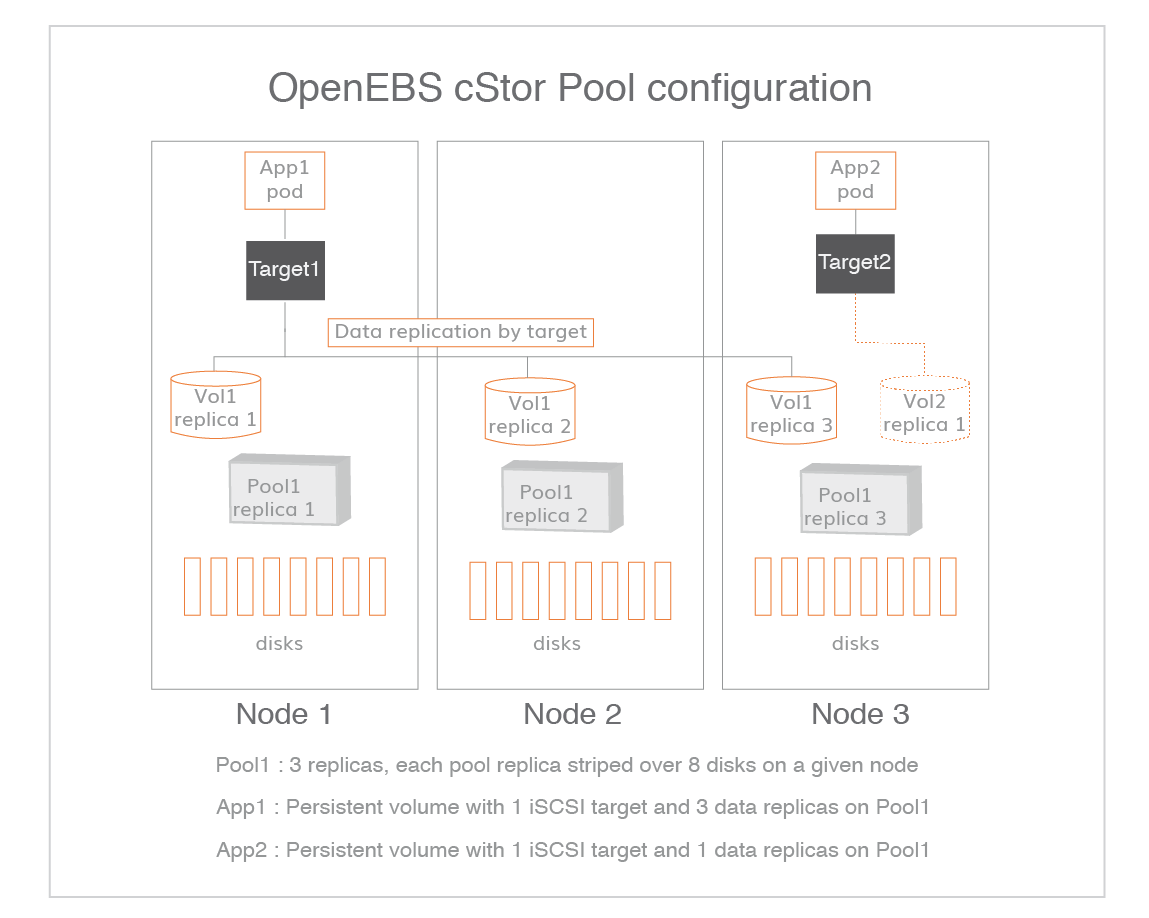 OpenEBS cStor Pool configuration
App1
pod
App2
pod
Target1
Target2
Data replication by target
Vol1
replica 1
Vol1
replica 2
Vol1
replica 3
Vol2
replica 1
Pool1
replica 1
Pool1
replica 2
Pool1
replica 3
disks
disks
disks
Node 1
Node 2
Node 3
Pool1 : 3 replicas, each pool replica striped over 8 disks on a given node
App1 : Persistent volume with 1 iSCSI target and 3 data replicas on Pool1
App2 : Persistent volume with 1 iSCSI target and 1 data replicas on Pool1